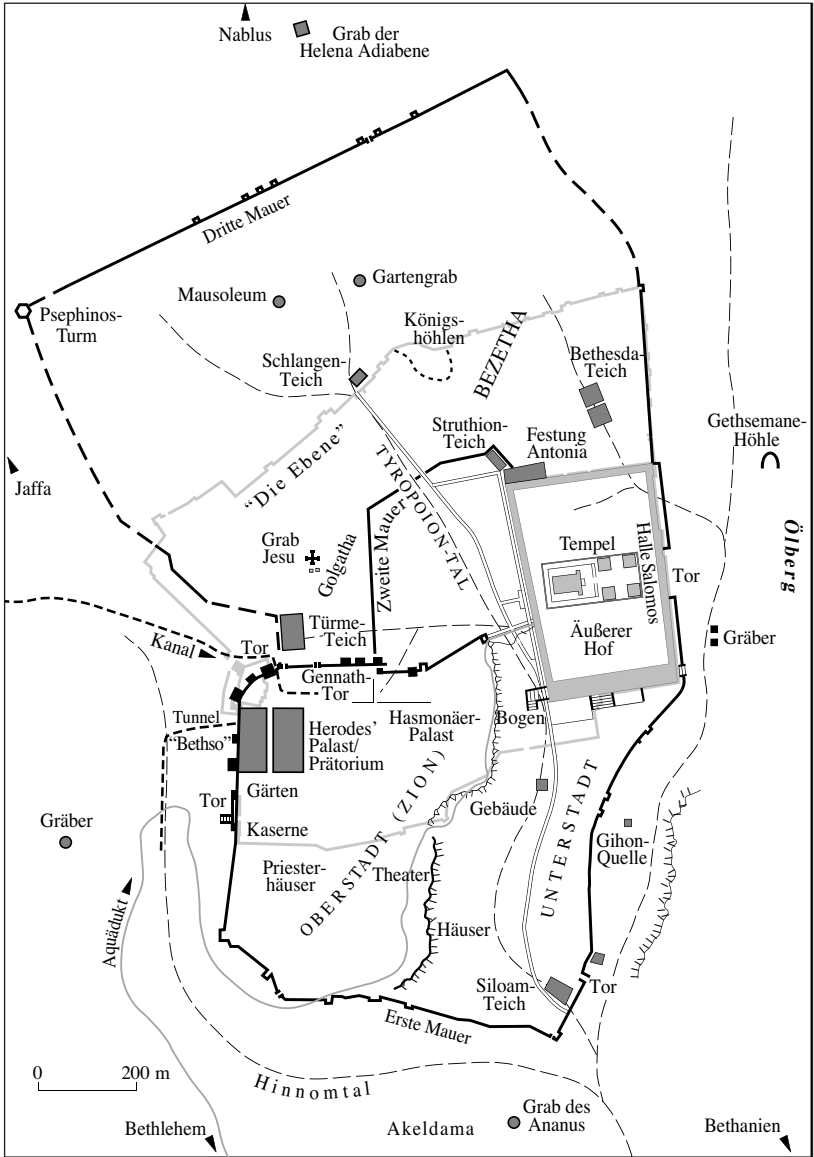 Nablus
Grab der
Helena Adiabene
Dritte Mauer
Gartengrab
Mausoleum
Psephinos-
Turm
Königs-
höhlen
BEZETHA
Schlangen-
Teich
Bethesda-
Teich
Struthion-
Teich
Festung
Antonia
Gethsemane-
Höhle
"Die Ebene"
TYROPOION-TAL
Jaffa
Ölberg
Grab
Jesu
Golgatha
Zweite Mauer
Tempel
Halle Salomos
Tor
Türme-
Teich
Äußerer
Hof
Gräber
Kanal
Tor
Gennath-
Tor
Tunnel
"Bethso"
Herodes'
Palast/
Prätorium
Hasmonäer-
Palast
Bogen
Gärten
Tor
Kaserne
Gebäude
UNTERSTADT
Gräber
Gihon-
Quelle
Priester-
häuser
OBERSTADT (ZION)
Theater
Häuser
Aquädukt
Siloam-
Teich
Tor
Erste Mauer
0 200 m
Hinnomtal
Grab des
Ananus
Akeldama
Bethlehem
Bethanien